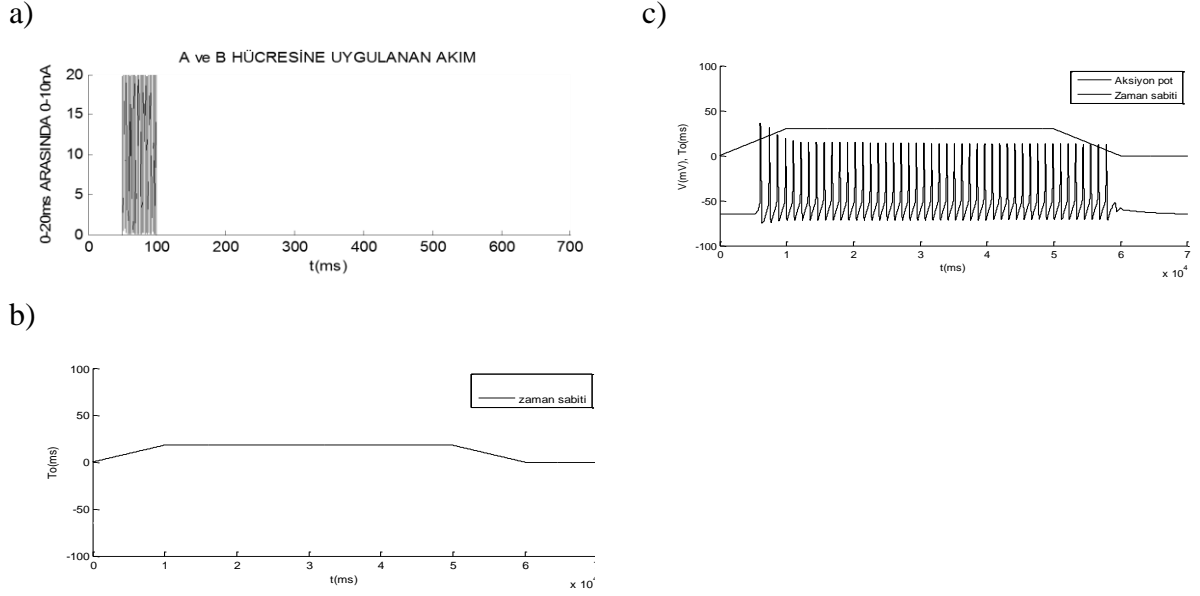 a)
A ve B HÜCRESİNE UYGULANAN AKIM
0-20ms ARASINDA 0-10nA
20
15
10
5
0
0 100 200 300 400 500 600 700
t(ms)
b)
100
50
0
-50
-100
To(ms)
zaman sabiti
0 1 2 3 4 5 6
t(ms)
x 10
c)
100
50
0
-50
-100
V(mV), To(ms)
Aksiyon pot
Zaman sabiti
0 1 2 3 4 5 6 7
t(ms)
x 10⁴